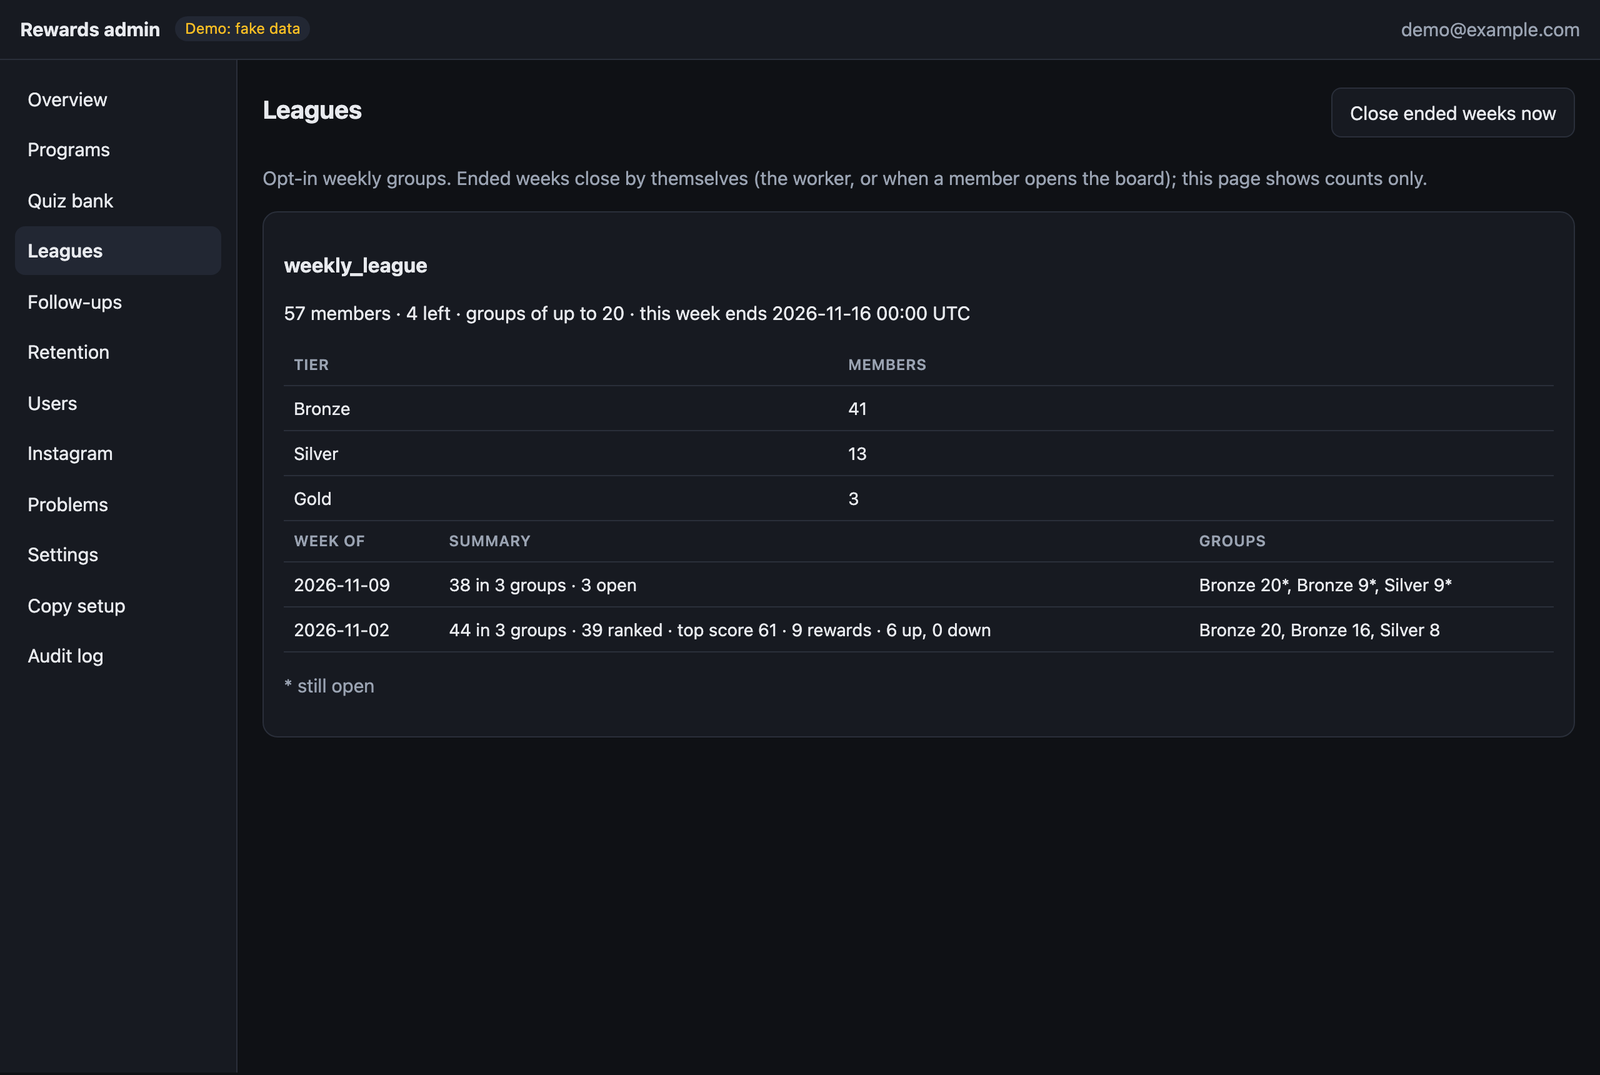 Rewards admin Demo: fake data demo@example.com
Overview
Programs
Quiz bank
Leagues
Follow-ups
Retention
Users
Instagram
Problems
Settings
Copy setup
Audit log
Leagues
Close ended weeks now
Opt-in weekly groups. Ended weeks close by themselves (the worker, or when a member opens the board); this page shows counts only.
weekly_league
57 members · 4 left · groups of up to 20 · this week ends 2026-11-16 00:00 UTC
TIER MEMBERS
Bronze 41
Silver 13
Gold 3
WEEK OF SUMMARY GROUPS
2026-11-09 38 in 3 groups · 3 open Bronze 20*, Bronze 9*, Silver 9*
2026-11-02 44 in 3 groups · 39 ranked · top score 61 · 9 rewards · 6 up, 0 down Bronze 20, Bronze 16, Silver 8
* still open